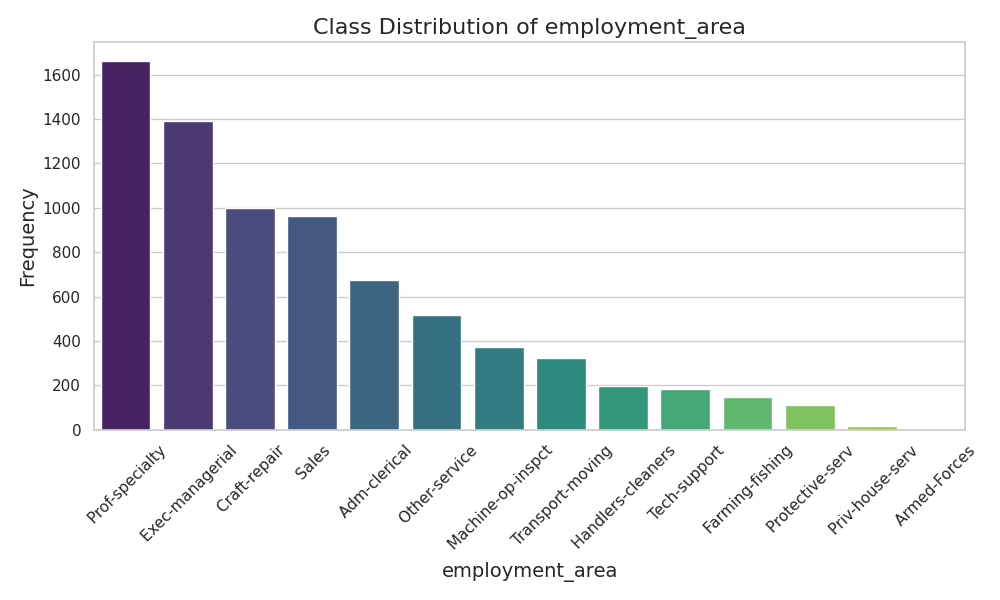 Class Distribution of employment_area
Frequency
1600
1400
1200
1000
800
600
400
200
0
Prof-specialty
Exec-managerial
Craft-repair
Sales
Adm-clerical
Other-service
Machine-op-inspct
Transport-moving
Handlers-cleaners
Tech-support
Farming-fishing
Protective-serv
Priv-house-serv
Armed-Forces
employment_area